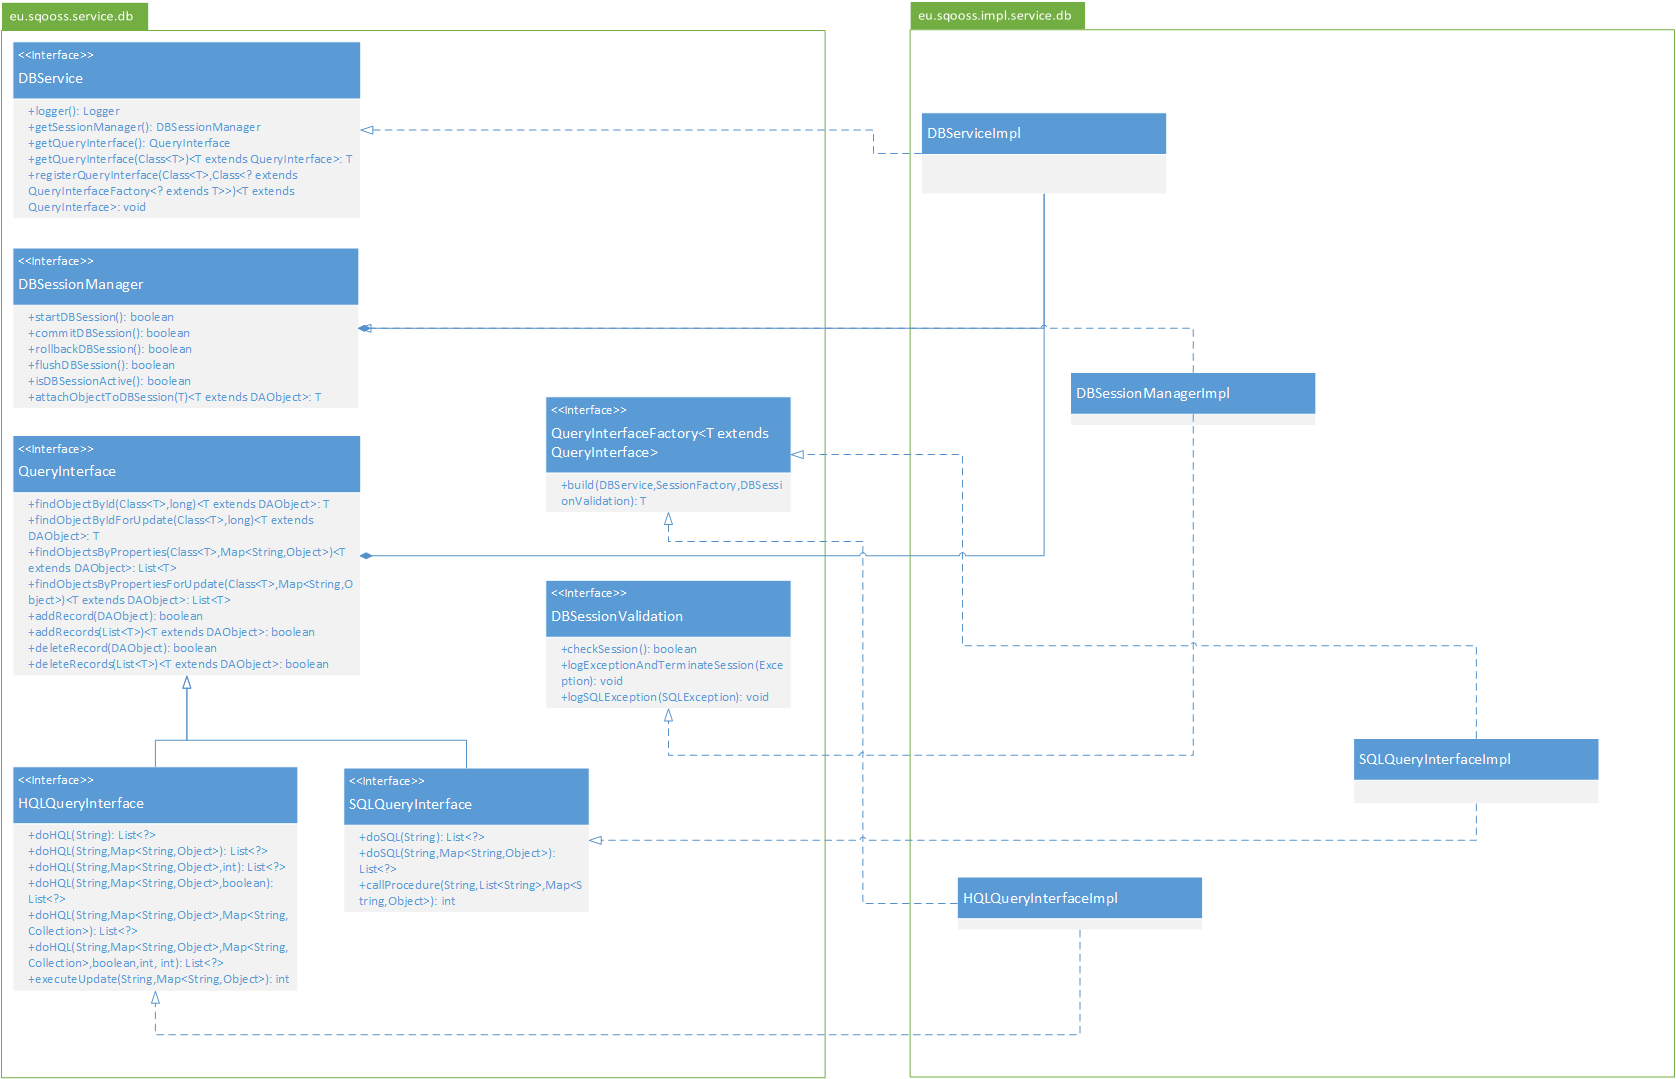 eu.sqooss.service.db
<<Interface>>
DBService
+logger(): Logger
+getSessionManager(): DBSessionManager
+getQueryInterface(): QueryInterface
+getQueryInterface(Class<T>)<T extends QueryInterface>: T
+registerQueryInterface(Class<T>,Class<? extends
QueryInterfaceFactory<? extends T>>)<T extends
QueryInterface>: void
<<Interface>>
DBSessionManager
+startDBSession(): boolean
+commitDBSession(): boolean
+rollbackDBSession(): boolean
+flushDBSession(): boolean
+isDBSessionActive(): boolean
+attachObjectToDBSession(T)<T extends DAObject>: T
<<Interface>>
QueryInterface
+findObjectById(Class<T>,long)<T extends DAObject>: T
+findObjectByIdForUpdate(Class<T>,long)<T extends
DAObject>: T
+findObjectsByProperties(Class<T>,Map<String,Object>)<T
extends DAObject>: List<T>
+findObjectsByPropertiesForUpdate(Class<T>,Map<String,O
bject>)<T extends DAObject>: List<T>
+addRecord(DAObject): boolean
+addRecords(List<T>)<T extends DAObject>: boolean
+deleteRecord(DAObject): boolean
+deleteRecords(List<T>)<T extends DAObject>: boolean
<<Interface>>
QueryInterfaceFactory<T extends
QueryInterface>
+build(DBService,SessionFactory,DBSessi
onValidation): T
<<Interface>>
DBSessionValidation
+checkSession(): boolean
+logExceptionAndTerminateSession(Exce
ption): void
+logSQLException(SQLException): void
<<Interface>>
HQLQueryInterface
+doHQL(String): List<?>
+doHQL(String,Map<String,Object>): List<?>
+doHQL(String,Map<String,Object>,int): List<?>
+doHQL(String,Map<String,Object>,boolean):
List<?>
+doHQL(String,Map<String,Object>,Map<String,
Collection>): List<?>
+doHQL(String,Map<String,Object>,Map<String,
Collection>,boolean,int, int): List<?>
+executeUpdate(String,Map<String,Object>): int
<<Interface>>
SQLQueryInterface
+doSQL(String): List<?>
+doSQL(String,Map<String,Object>):
List<?>
+callProcedure(String,List<String>,Map<S
tring,Object>): int
eu.sqooss.impl.service.db
DBServiceImpl
DBSessionManagerImpl
SQLQueryInterfaceImpl
HQLQueryInterfaceImpl